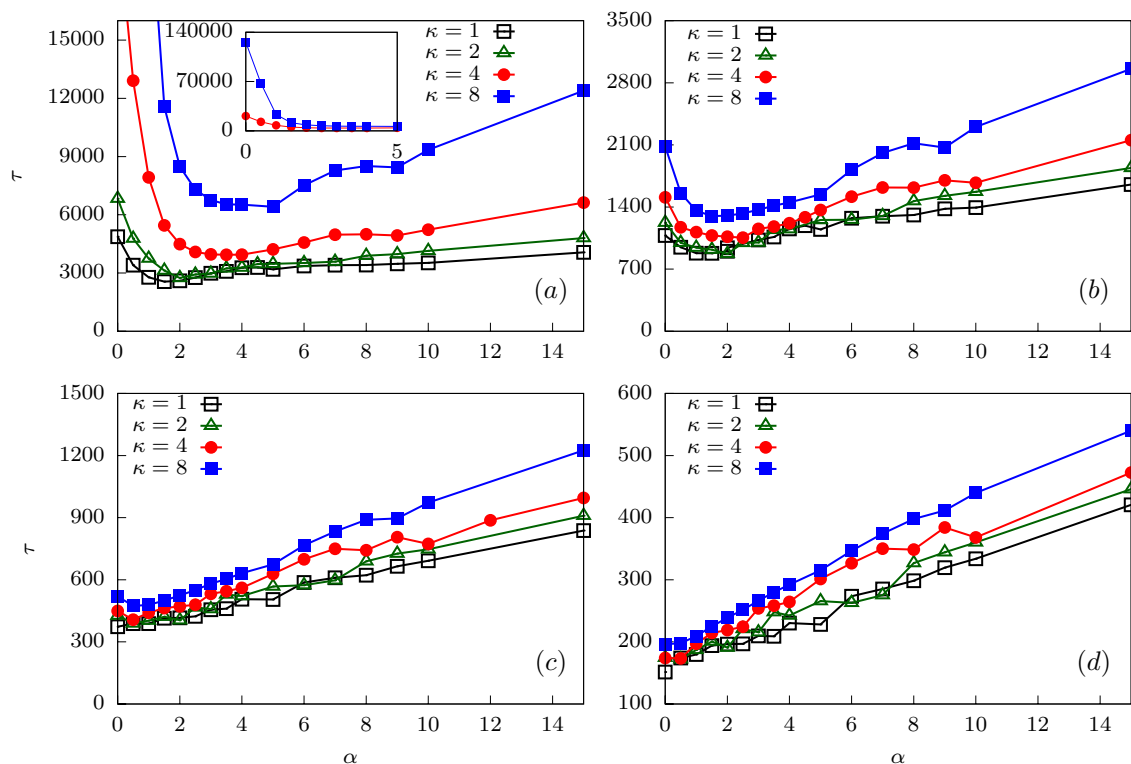 15000
12000
9000
6000
3000
0
τ
0 2 4 6 8 10 12 14
140000
70000
0
0 5
κ = 1
κ = 2
κ = 4
κ = 8
(a)
3500
2800
2100
1400
700
0
0 2 4 6 8 10 12 14
κ = 1
κ = 2
κ = 4
κ = 8
(b)
1500
1200
900
600
300
0
τ
0 2 4 6 8 10 12 14
α
κ = 1
κ = 2
κ = 4
κ = 8
(c)
600
500
400
300
200
100
0 2 4 6 8 10 12 14
α
κ = 1
κ = 2
κ = 4
κ = 8
(d)